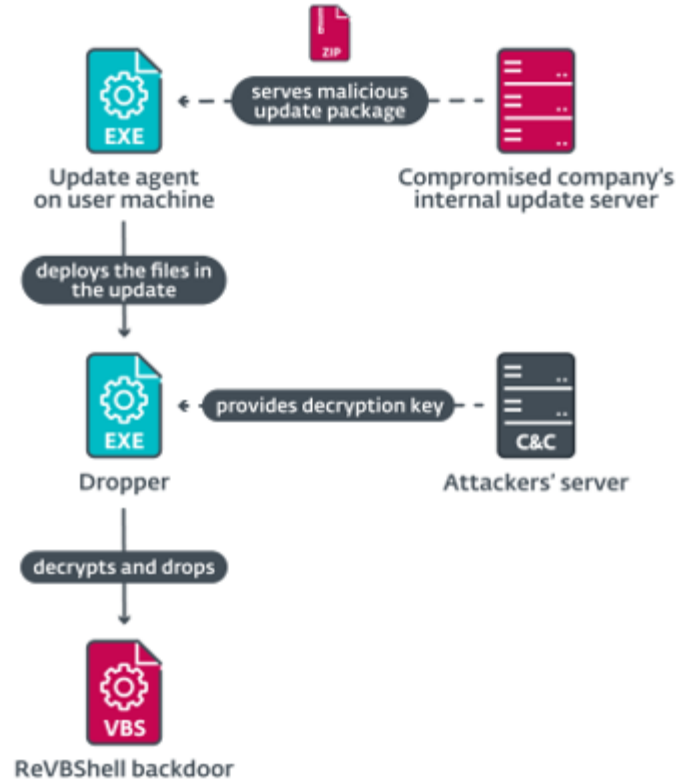 ZIP
serves malicious
update package
EXE
Update agent
on user machine
Compromised company's
internal update server
deploys the files in
the update
EXE
provides decryption key
C&C
Dropper
Attackers' server
decrypts and drops
VBS
ReVBShell backdoor